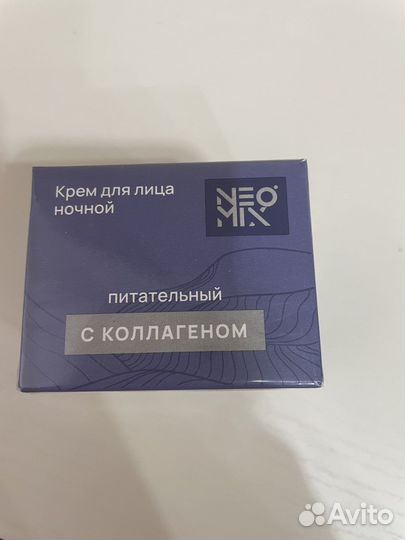 Крем для лица
ночной
NEO
MIX
питательный
С КОЛЛАГЕНОМ
Avito